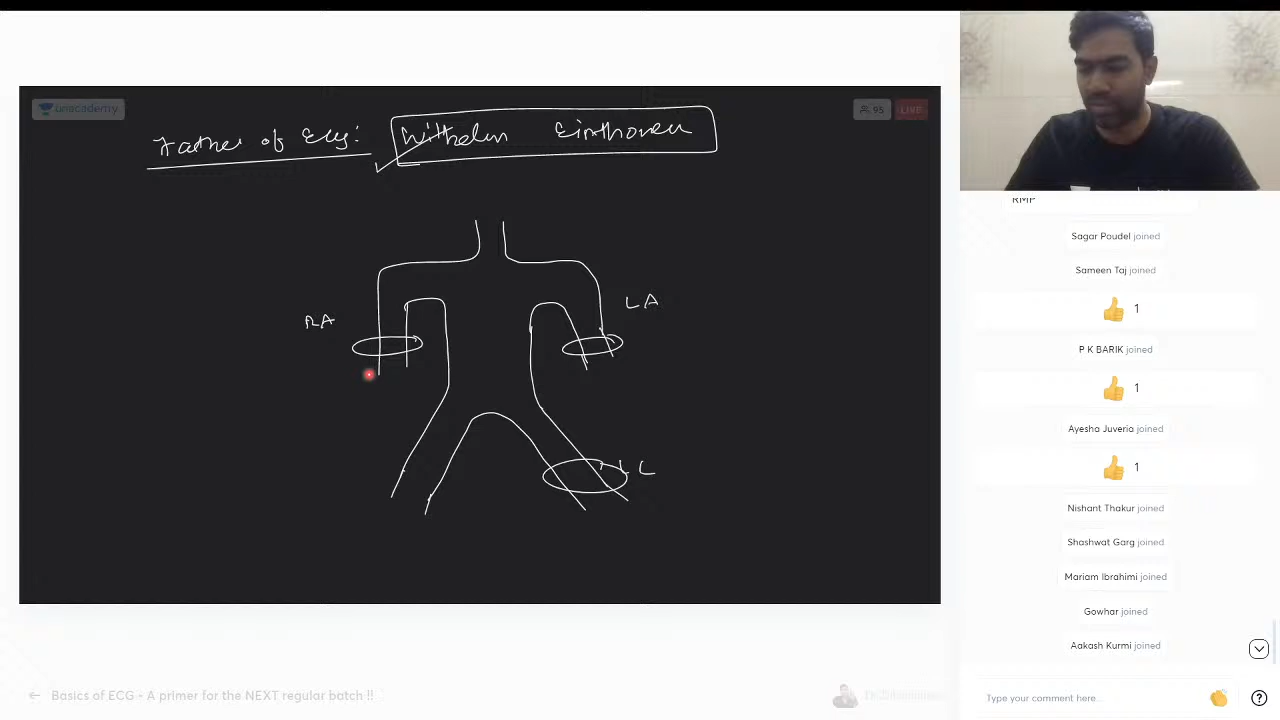 unacademy
95
LIVE
Father of ECG: Willhelm Einthoven
RA
LA
LL
Basics of ECG - A primer for the NEXT regular batch !!
RMP
Sagar Poudel joined
Sameen Taj joined
1
P K BARIK joined
1
Ayesha Juveria joined
1
Nishant Thakur joined
Shashwat Garg joined
Mariam Ibrahimi joined
Gowhar joined
Aakash Kurmi joined
Type your comment here...